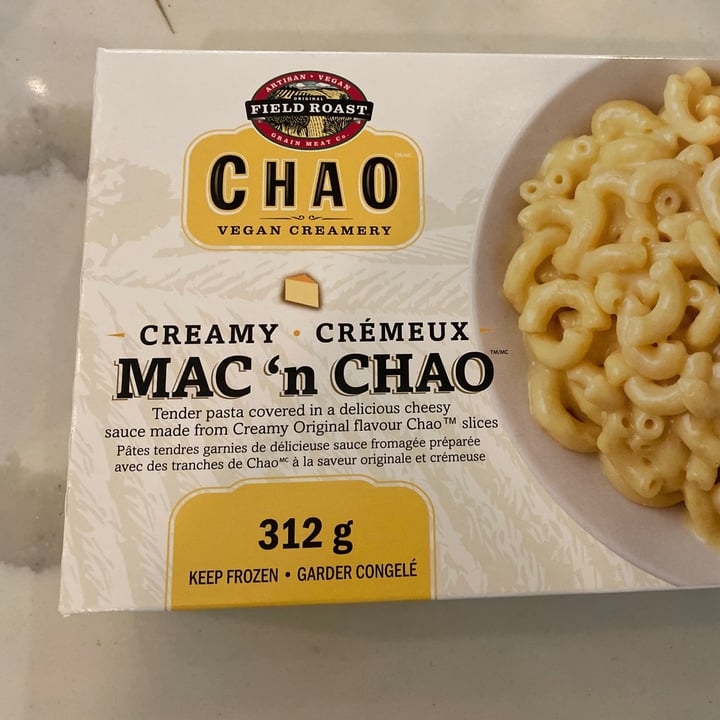 ARTISAN • VEGAN
ORIGINAL
FIELD ROAST
GRAIN MEAT Co.
CHAO TM/MC
VEGAN CREAMERY
CREAMY • CRÉMEUX
MAC ‘n CHAO TM/MC
Tender pasta covered in a delicious cheesy
sauce made from Creamy Original flavour Chao™ slices
Pâtes tendres garnies de délicieuse sauce fromagée préparée
avec des tranches de Chaoᴹᶜ à la saveur originale et crémeuse
312 g
KEEP FROZEN • GARDER CONGELÉ